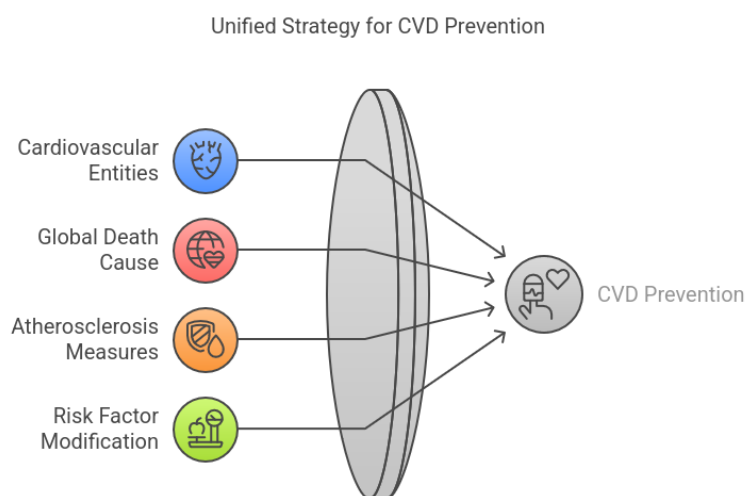 Unified Strategy for CVD Prevention
Cardiovascular
Entities
Global Death
Cause
Atherosclerosis
Measures
Risk Factor
Modification
CVD Prevention